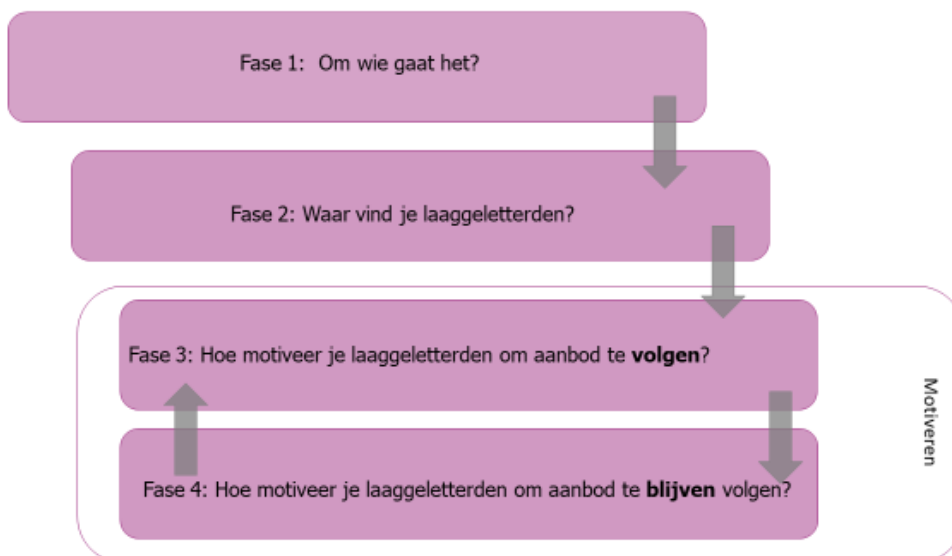 Fase 1:  Om wie gaat het?
Fase 2: Waar vind je laaggeletterden?
Fase 3: Hoe motiveer je laaggeletterden om aanbod te volgen?
Fase 4: Hoe motiveer je laaggeletterden om aanbod te blijven volgen?
Motiveren